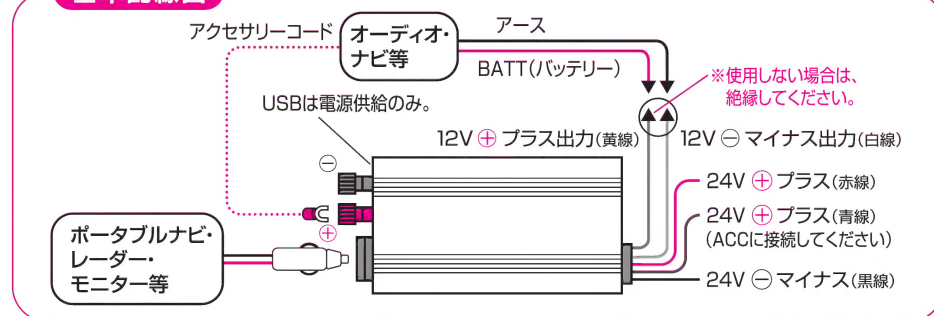 アクセサリーコード
オーディオ・
ナビ等
アース
BATT(バッテリー)
※使用しない場合は、
絶縁してください。
USBは電源供給のみ。
12V ⊕ プラス出力(黄線)
12V ⊖ マイナス出力(白線)
⊖
⊕
24V ⊕ プラス(赤線)
24V ⊕ プラス(青線)
(ACCに接続してください)
24V ⊖ マイナス(黒線)
ポータブルナビ・
レーダー・
モニター等